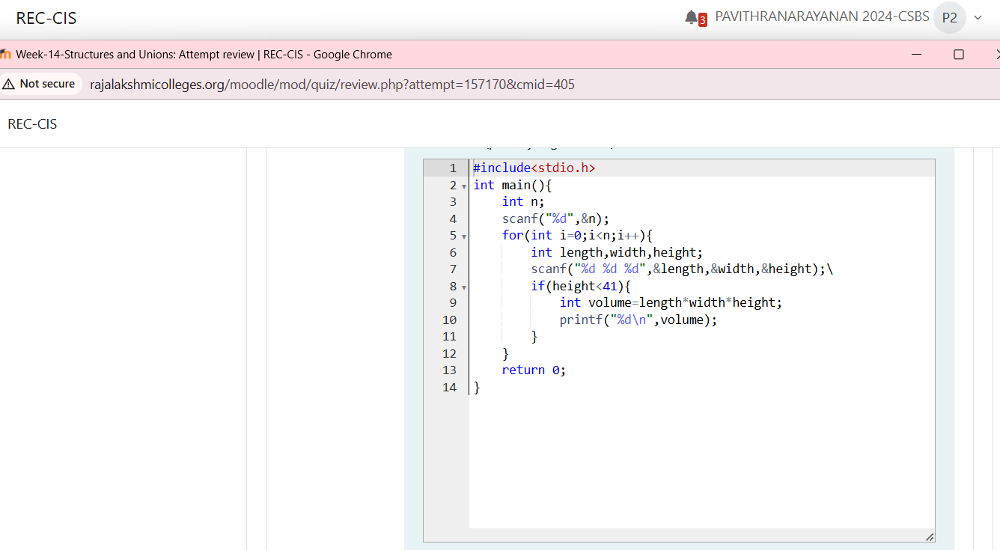 REC-CIS
3 PAVITHRANARAYANAN 2024-CSBS P2
Week-14-Structures and Unions: Attempt review | REC-CIS - Google Chrome
Not secure rajalakshmicolleges.org/moodle/mod/quiz/review.php?attempt=157170&cmid=405
REC-CIS
1 #include<stdio.h>
2 int main(){
3     int n;
4     scanf("%d",&n);
5     for(int i=0;i<n;i++){
6         int length,width,height;
7         scanf("%d %d %d",&length,&width,&height);\
8         if(height<41){
9             int volume=length*width*height;
10             printf("%d\n",volume);
11         }
12     }
13     return 0;
14 }